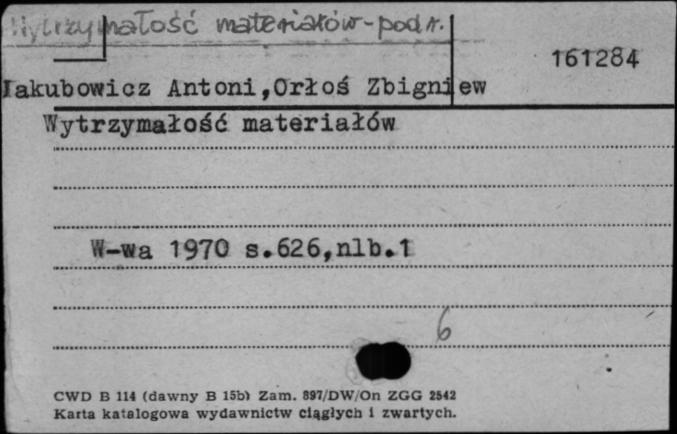 Wytrzymałość materiałów - podr.
161284
Jakubowicz Antoni,Orłoś Zbigniew
Wytrzymałość materiałów
W-wa 1970 s.626,nlb.1
6
CWD B 114 (dawny B 15b) Zam. 897/DW/On ZGG 2542
Karta katalogowa wydawnictw ciągłych i zwartych.